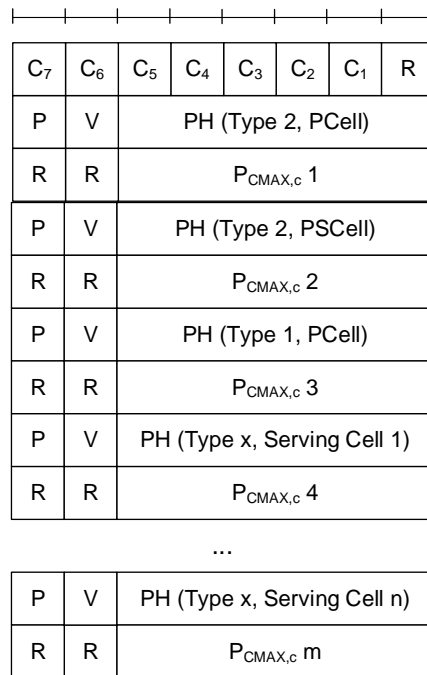 C7 C6 C5 C4 C3 C2 C1 R
P V PH (Type 2, PCell)
R R PCMAX,c 1
P V PH (Type 2, PSCell)
R R PCMAX,c 2
P V PH (Type 1, PCell)
R R PCMAX,c 3
P V PH (Type x, Serving Cell 1)
R R PCMAX,c 4
...
P V PH (Type x, Serving Cell n)
R R PCMAX,c m